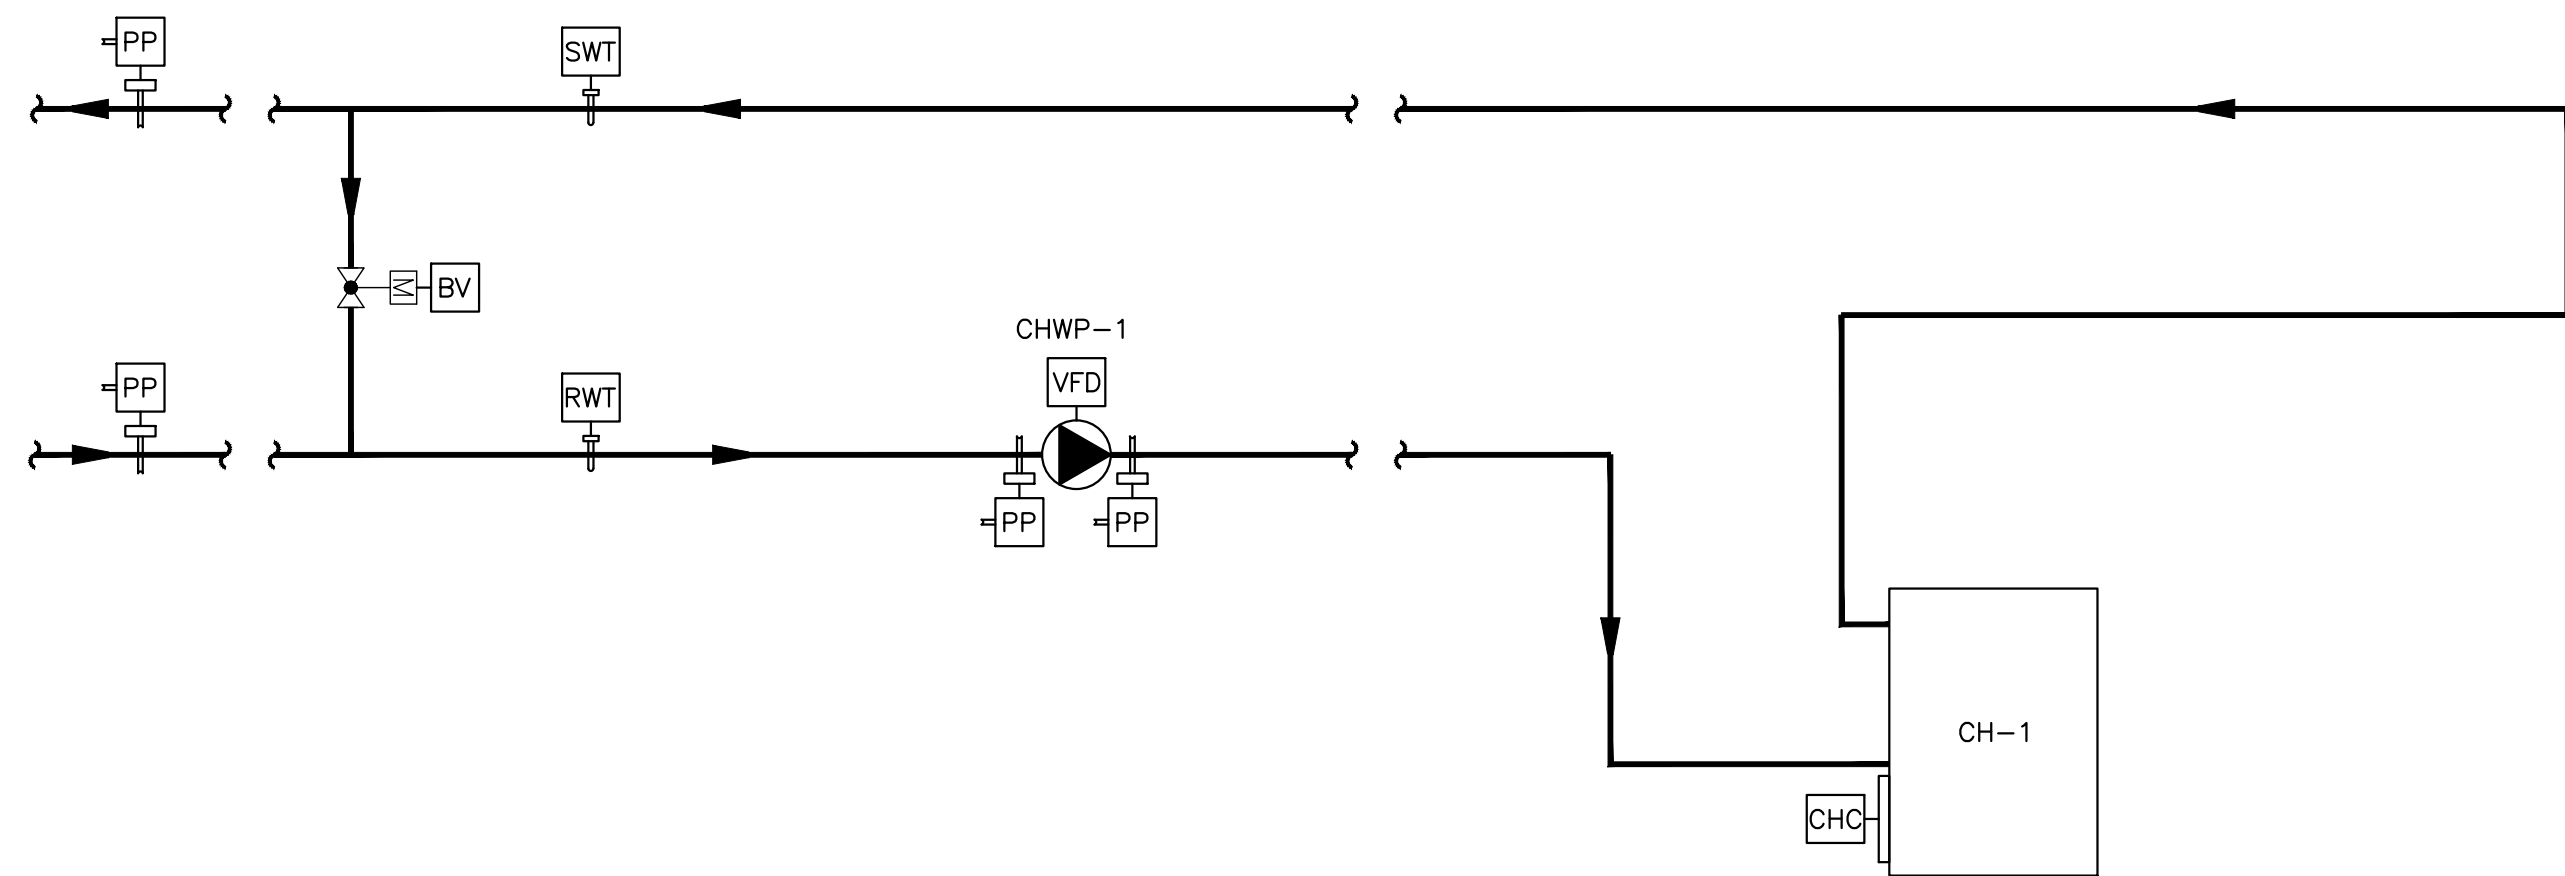 PP
SWT
BV
CHWP-1
PP
RWT
VFD
PP
PP
CH-1
CHC